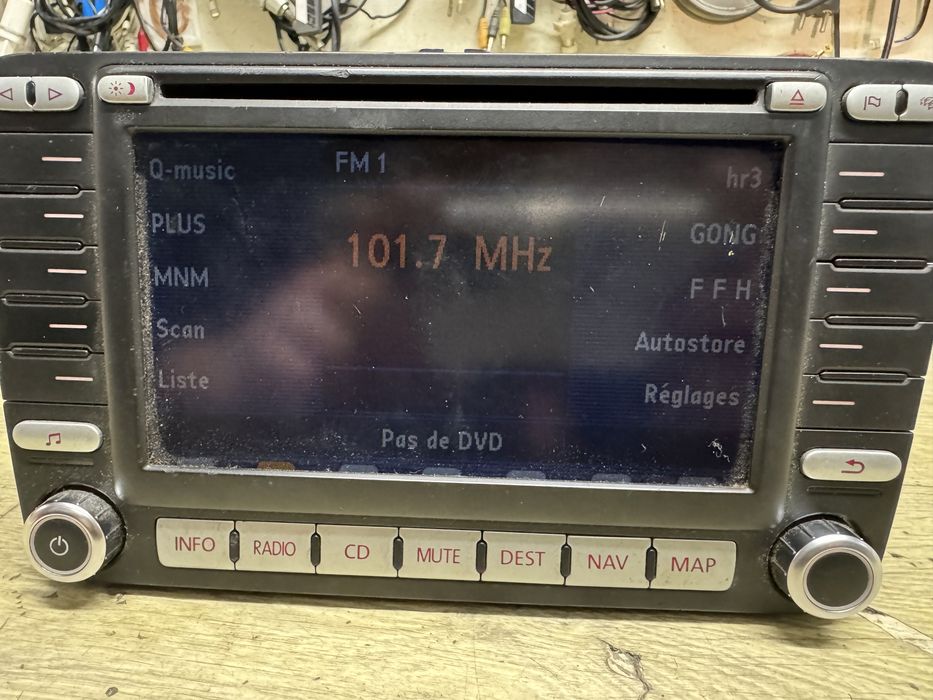 Q-music
FM 1
hr3
PLUS
GONG
101.7 MHz
MNM
F F H
Scan
Autostore
Liste
Réglages
Pas de DVD
INFO
RADIO
CD
MUTE
DEST
NAV
MAP